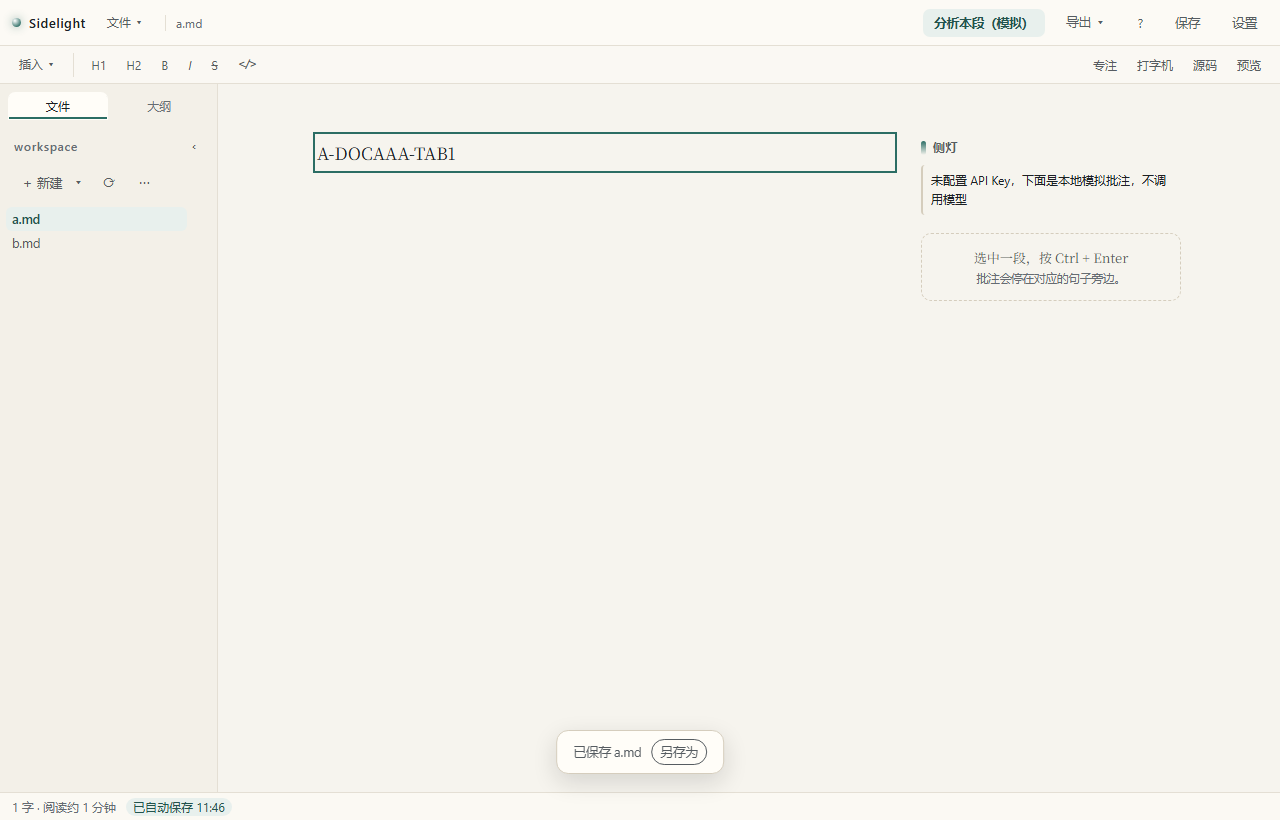 Sidelight 文件 a.md 分析本段（模拟） 导出 ? 保存 设置
插入 H1 H2 B I S </> 专注 打字机 源码 预览
文件 大纲
workspace
+ 新建 ...
a.md
b.md
A-DOCAAA-TAB1
侧灯
未配置 API Key，下面是本地模拟批注，不调
用模型
选中一段，按 Ctrl + Enter
批注会停在对应的句子旁边。
已保存 a.md 另存为
1 字 · 阅读约 1 分钟 已自动保存 11:46